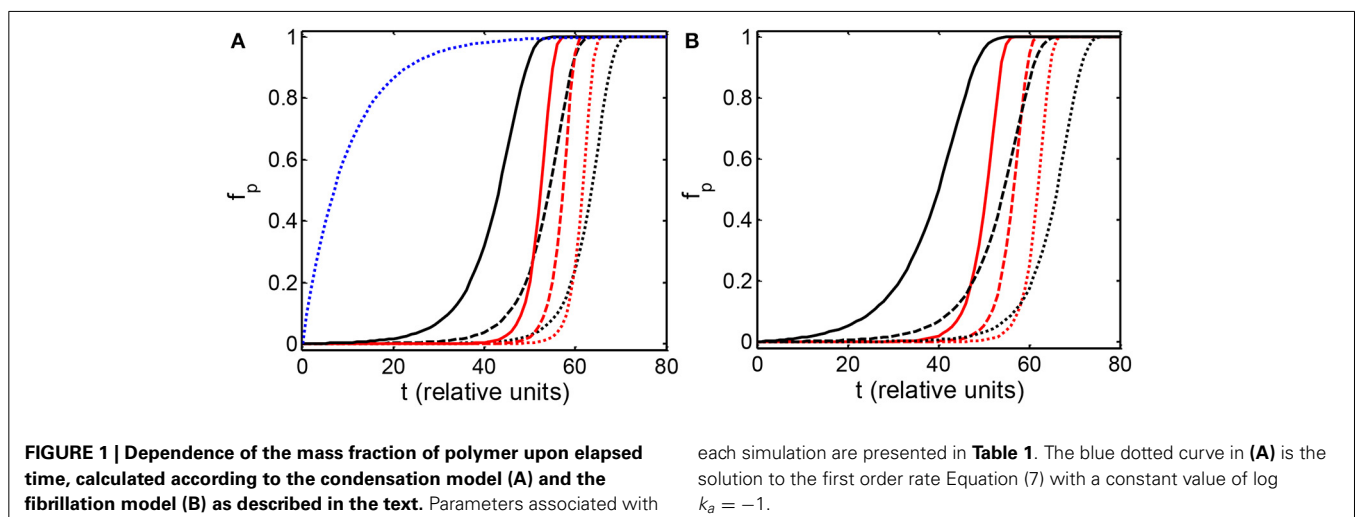 A
B
1
0.8
0.6
0.4
0.2
0
f_p
0 20 40 60 80
t (relative units)
1
0.8
0.6
0.4
0.2
0
f_p
0 20 40 60 80
t (relative units)
FIGURE 1 | Dependence of the mass fraction of polymer upon elapsed
time, calculated according to the condensation model (A) and the
fibrillation model (B) as described in the text. Parameters associated with
each simulation are presented in Table 1. The blue dotted curve in (A) is the
solution to the first order rate Equation (7) with a constant value of log
k_a = −1.